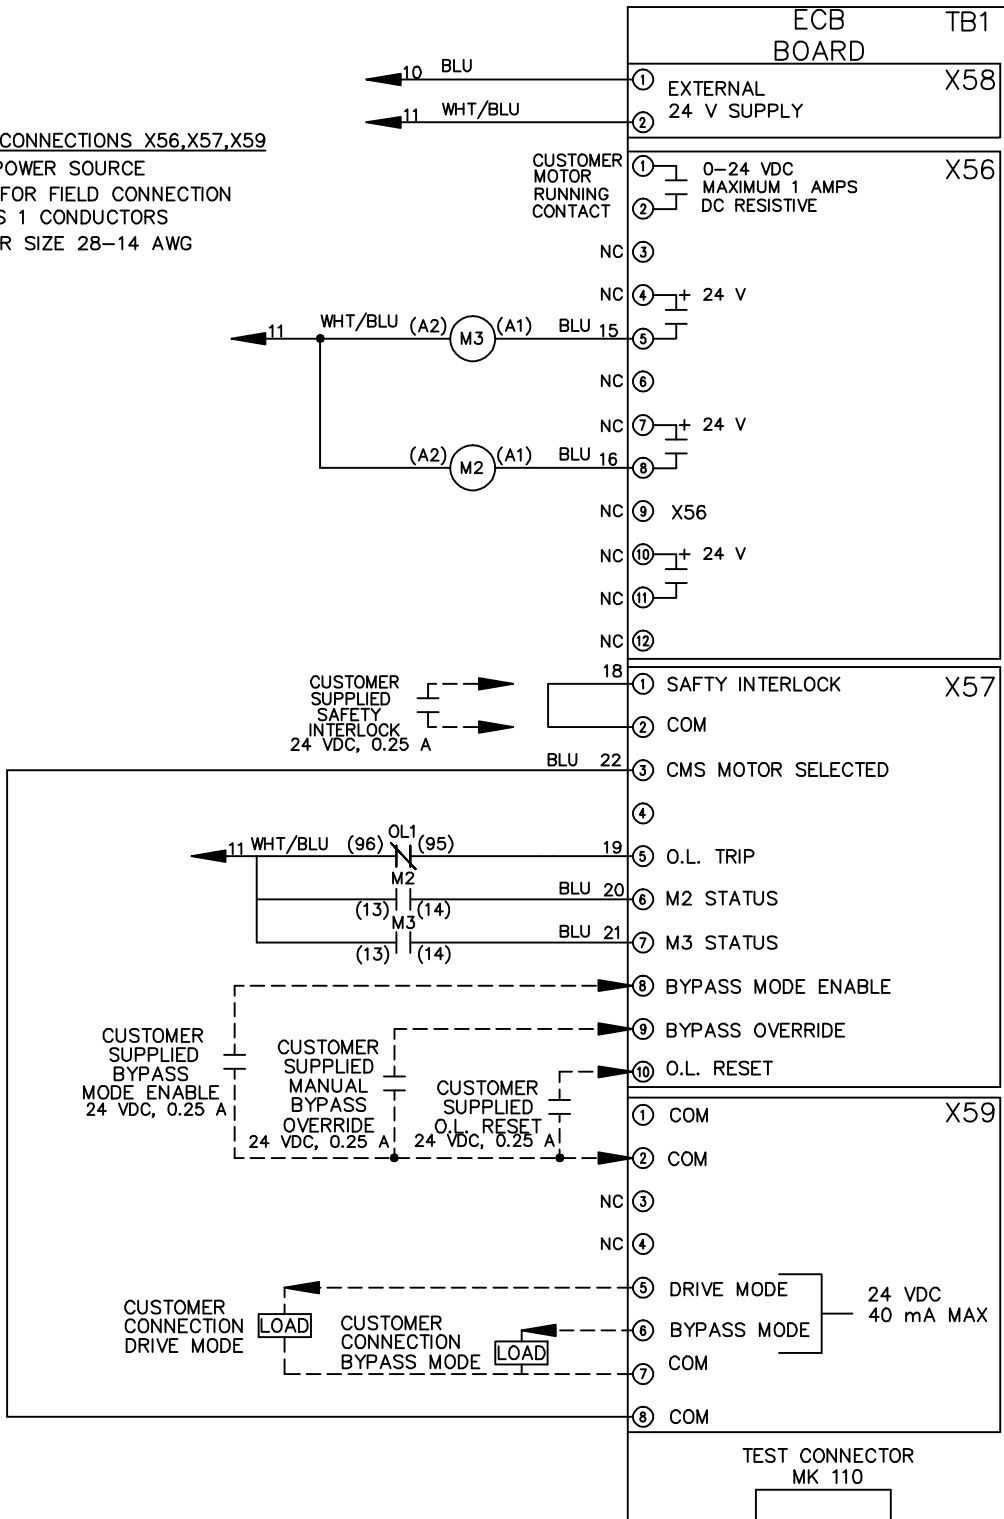 ECB TB1
BOARD
X58
10 BLU
1 EXTERNAL
24 V SUPPLY
11 WHT/BLU
2
CONNECTIONS X56,X57,X59
POWER SOURCE
FOR FIELD CONNECTION
S 1 CONDUCTORS
R SIZE 28-14 AWG
X56
CUSTOMER
MOTOR
RUNNING
CONTACT
1
2
0-24 VDC
MAXIMUM 1 AMPS
DC RESISTIVE
NC 3
NC 4 + 24 V
11 WHT/BLU (A2) M3 (A1) BLU 15 5
NC 6
NC 7 + 24 V
(A2) M2 (A1) BLU 16 8
NC 9 X56
NC 10 + 24 V
NC 11
NC 12
X57
CUSTOMER
SUPPLIED
SAFETY
INTERLOCK
24 VDC, 0.25 A
18 1 SAFTY INTERLOCK
2 COM
BLU 22 3 CMS MOTOR SELECTED
4
11 WHT/BLU (96) OL1 (95) 19 5 O.L. TRIP
M2
(13) (14) BLU 20 6 M2 STATUS
M3
(13) (14) BLU 21 7 M3 STATUS
8 BYPASS MODE ENABLE
9 BYPASS OVERRIDE
10 O.L. RESET
CUSTOMER
SUPPLIED
BYPASS
MODE ENABLE
24 VDC, 0.25 A
CUSTOMER
SUPPLIED
MANUAL
BYPASS
OVERRIDE
24 VDC, 0.25 A
CUSTOMER
SUPPLIED
O.L. RESET
24 VDC, 0.25 A
X59
1 COM
2 COM
NC 3
NC 4
5 DRIVE MODE
6 BYPASS MODE
24 VDC
40 mA MAX
7 COM
8 COM
CUSTOMER
CONNECTION
DRIVE MODE
LOAD
CUSTOMER
CONNECTION
BYPASS MODE
LOAD
TEST CONNECTOR
MK 110